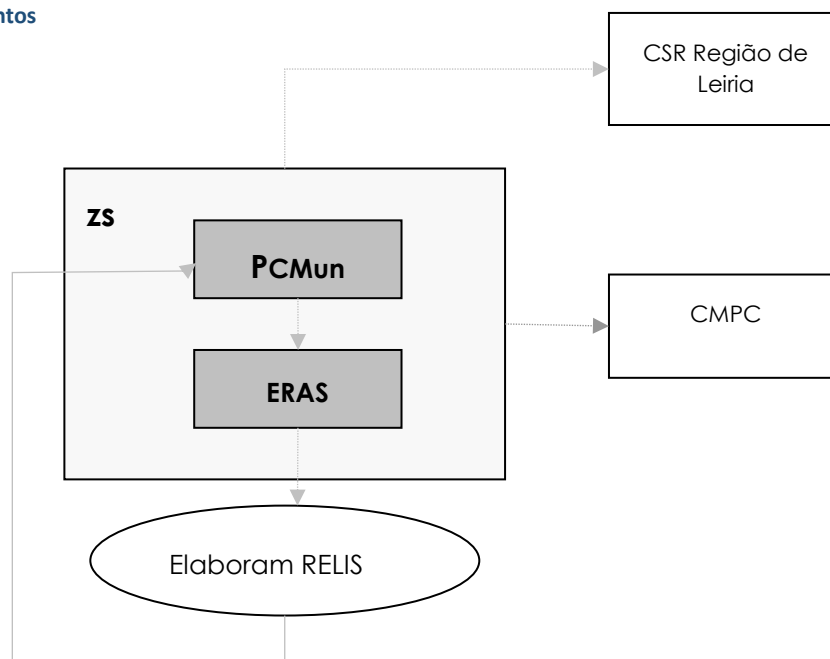 ntos
CSR Região de
Leiria
ZS
PCMun
CMPC
ERAS
Elaboram RELIS